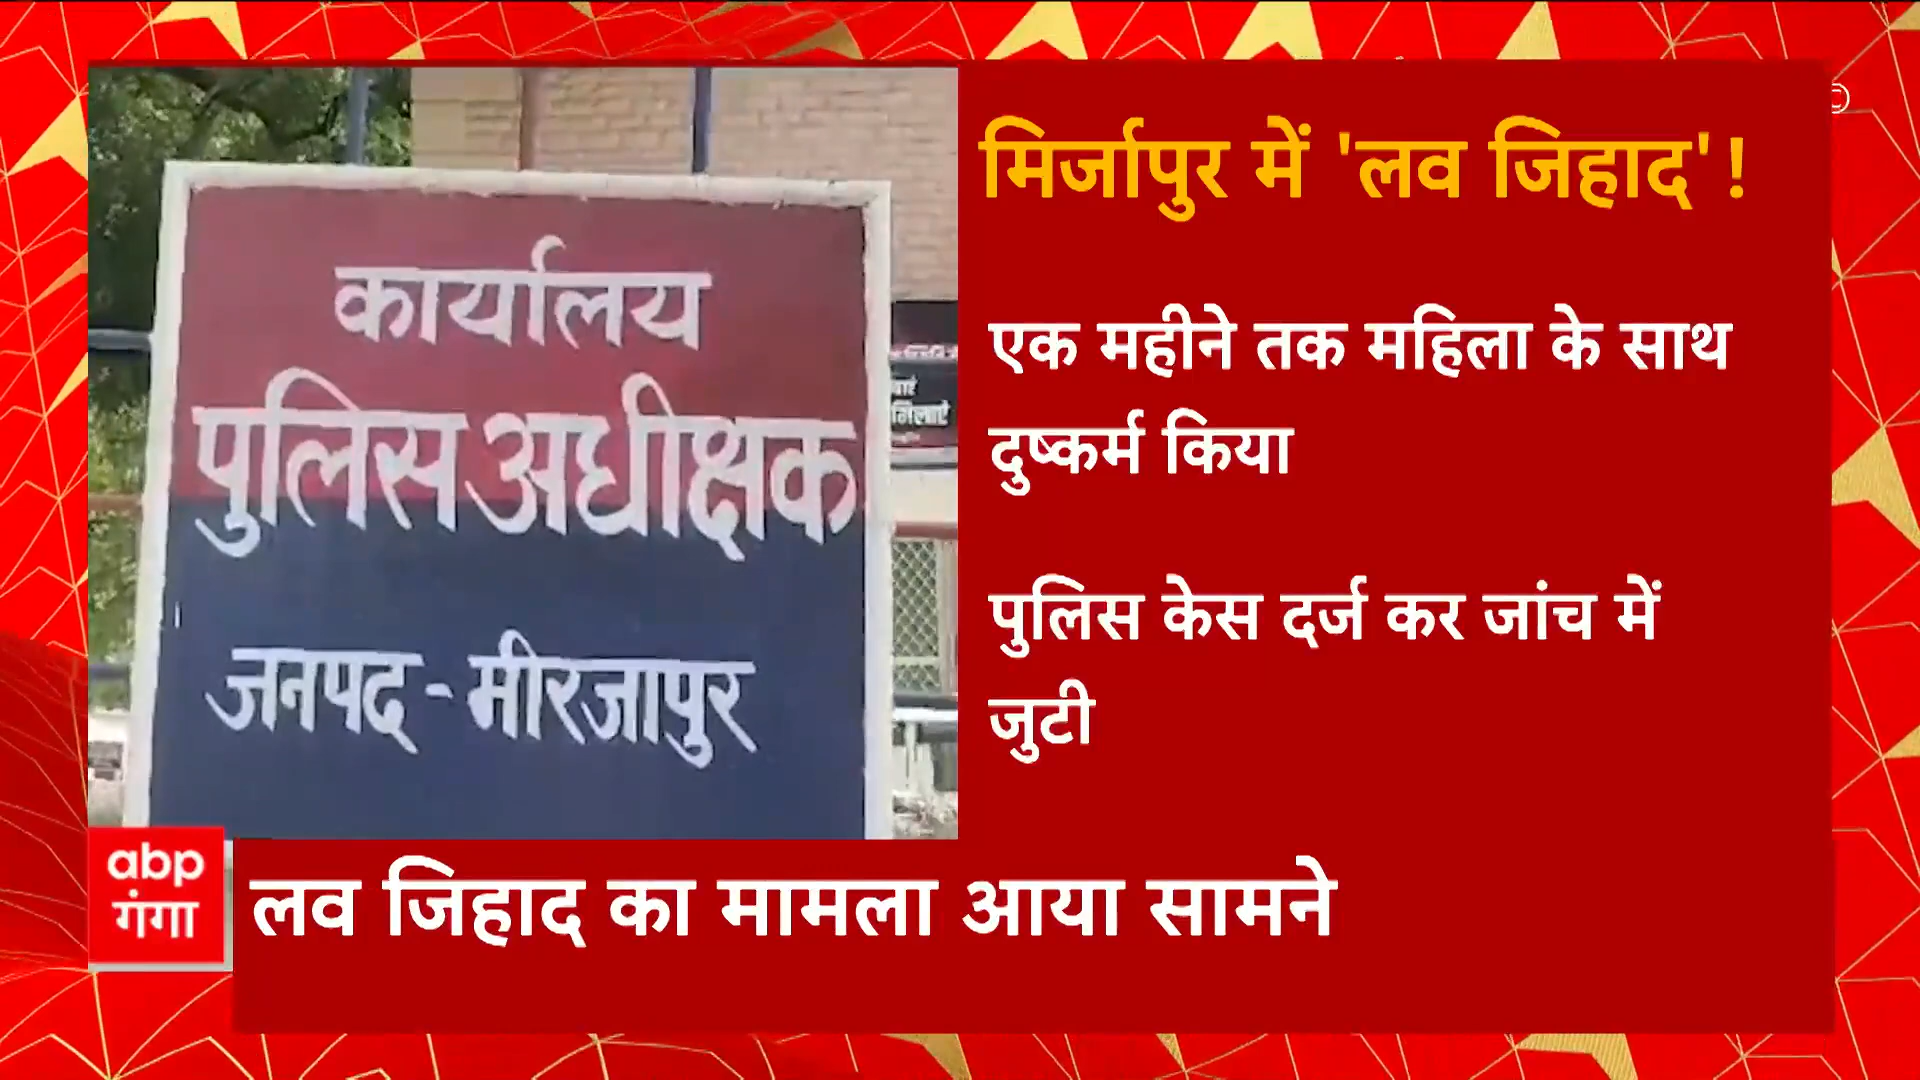 मिर्जापुर में 'लव जिहाद'!
एक महीने तक महिला के साथ
दुष्कर्म किया
पुलिस केस दर्ज कर जांच में
जुटी
कार्यालय
पुलिस अधीक्षक
जनपद - मीरजापुर
abp
गंगा
लव जिहाद का मामला आया सामने
©